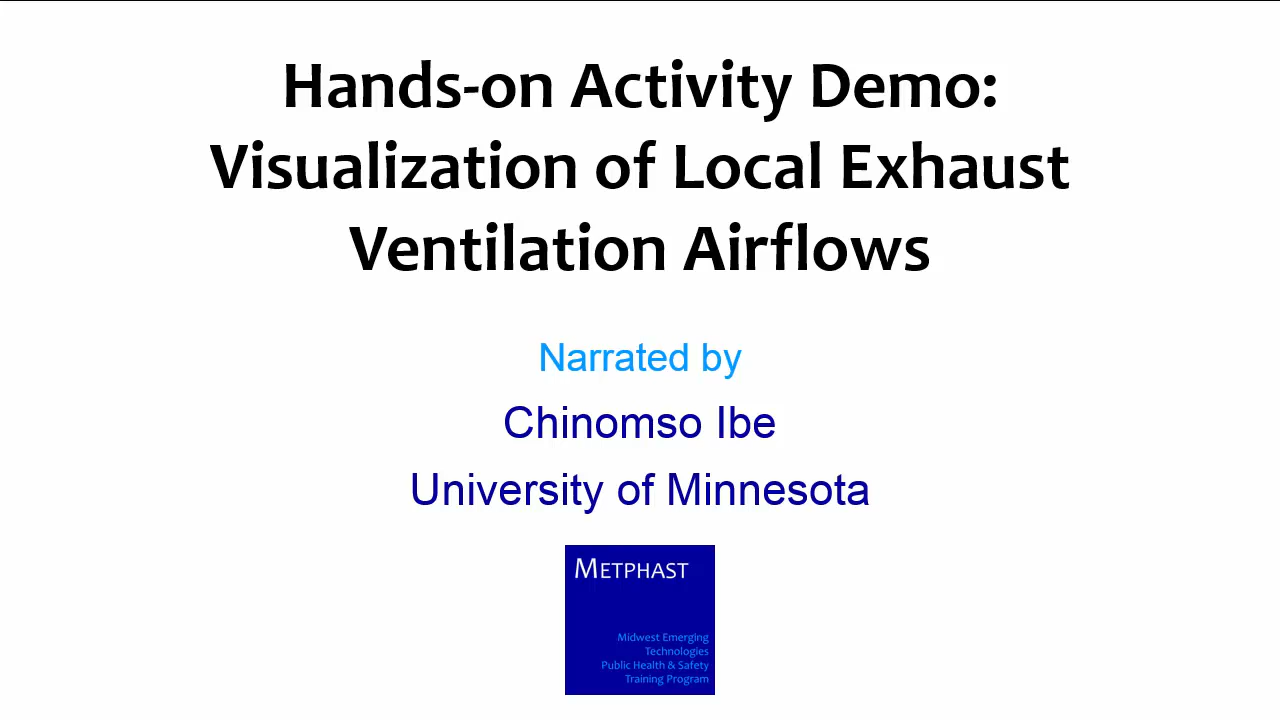 Hands-on Activity Demo:
Visualization of Local Exhaust
Ventilation Airflows
Narrated by
Chinomso Ibe
University of Minnesota
METPHAST
Midwest Emerging
Technologies
Public Health & Safety
Training Program